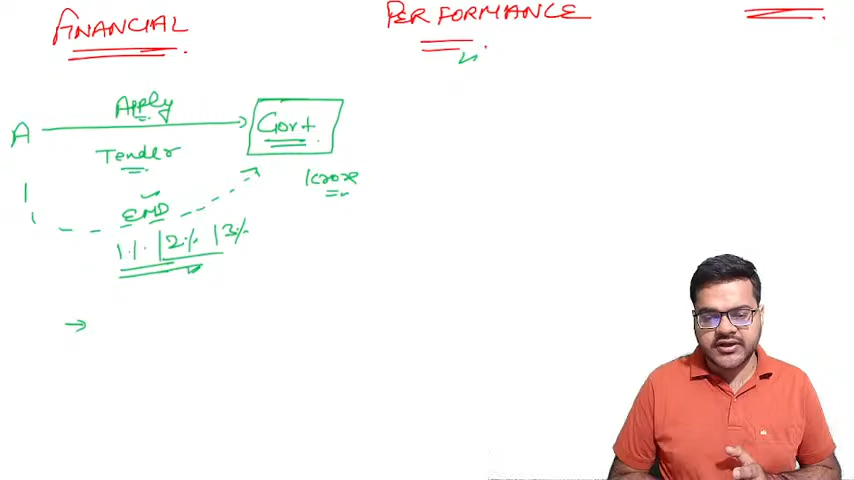 FINANCIAL
PERFORMANCE
Apply
A
Govt
Tender
1crore
EMD
1% | 2% | 3%